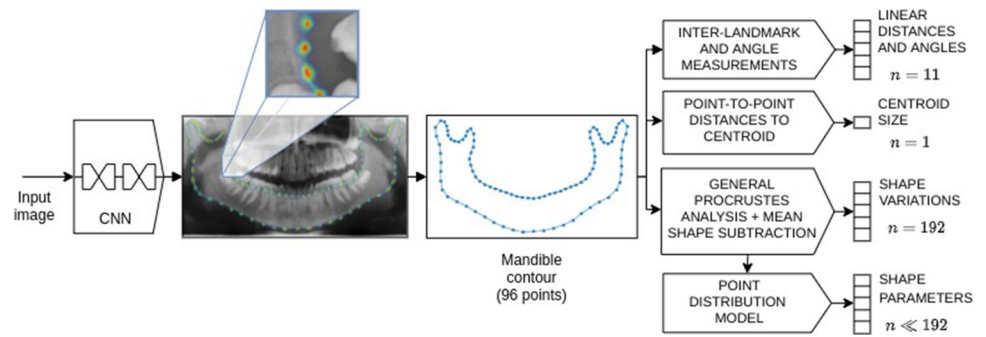 Input
image
CNN
Mandible
contour
(96 points)
INTER-LANDMARK
AND ANGLE
MEASUREMENTS
LINEAR
DISTANCES
AND ANGLES
n = 11
POINT-TO-POINT
DISTANCES TO
CENTROID
CENTROID
SIZE
n = 1
GENERAL
PROCRUSTES
ANALYSIS + MEAN
SHAPE SUBTRACTION
SHAPE
VARIATIONS
n = 192
POINT
DISTRIBUTION
MODEL
SHAPE
PARAMETERS
n ≪ 192